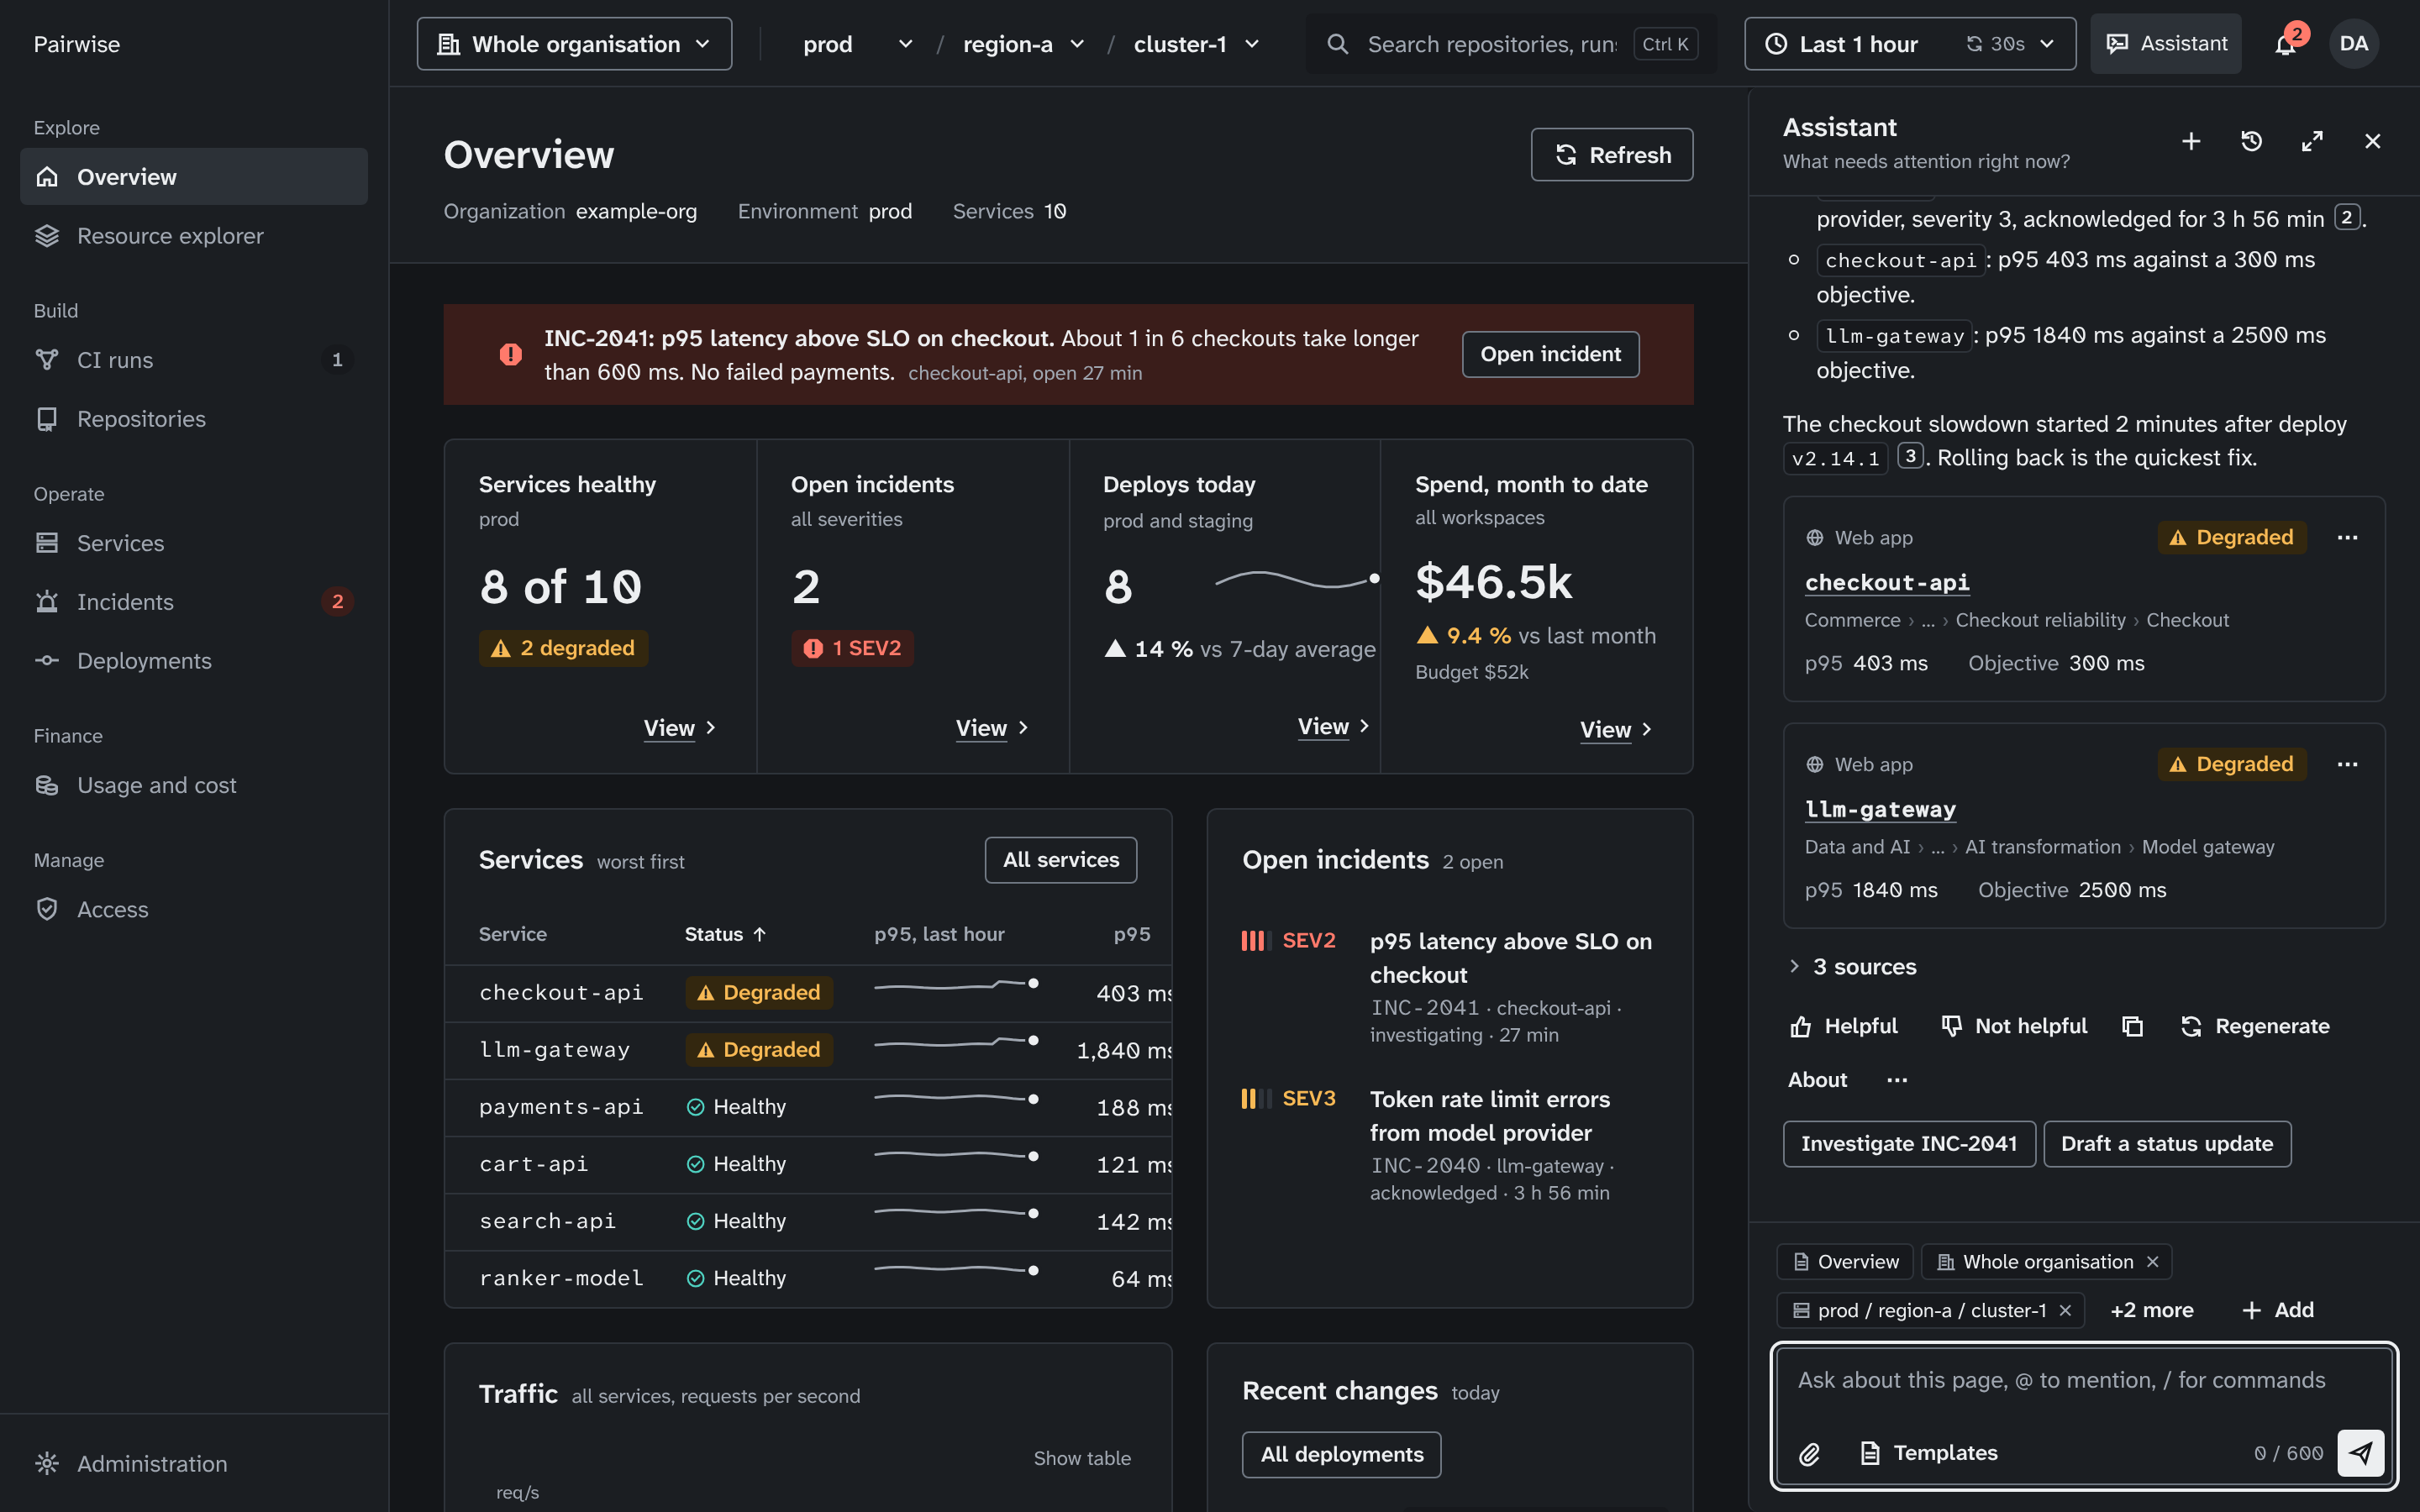 Pairwise
Whole organisation
prod / region-a / cluster-1
Search repositories, run
Ctrl K
Last 1 hour
30s
Assistant
2
DA
Explore
Overview
Resource explorer
Build
CI runs 1
Repositories
Operate
Services
Incidents 2
Deployments
Finance
Usage and cost
Manage
Access
Administration
Overview
Refresh
Organization example-org Environment prod Services 10
INC-2041: p95 latency above SLO on checkout. About 1 in 6 checkouts take longer
than 600 ms. No failed payments. checkout-api, open 27 min
Open incident
Services healthy
prod
8 of 10
2 degraded
View
Open incidents
all severities
2
1 SEV2
View
Deploys today
prod and staging
8
14 % vs 7-day average
View
Spend, month to date
all workspaces
$46.5k
9.4 % vs last month
Budget $52k
View
Services worst first
All services
Service Status p95, last hour p95
checkout-api Degraded 403 ms
llm-gateway Degraded 1,840 ms
payments-api Healthy 188 ms
cart-api Healthy 121 ms
search-api Healthy 142 ms
ranker-model Healthy 64 ms
Open incidents 2 open
SEV2 p95 latency above SLO on
checkout
INC-2041 · checkout-api ·
investigating · 27 min
SEV3 Token rate limit errors
from model provider
INC-2040 · llm-gateway ·
acknowledged · 3 h 56 min
Traffic all services, requests per second
Show table
req/s
Recent changes today
All deployments
Assistant
What needs attention right now?
provider, severity 3, acknowledged for 3 h 56 min 2.
checkout-api: p95 403 ms against a 300 ms
objective.
llm-gateway: p95 1840 ms against a 2500 ms
objective.
The checkout slowdown started 2 minutes after deploy
v2.14.1 3. Rolling back is the quickest fix.
Web app Degraded
checkout-api
Commerce › ... › Checkout reliability › Checkout
p95 403 ms Objective 300 ms
Web app Degraded
llm-gateway
Data and AI › ... › AI transformation › Model gateway
p95 1840 ms Objective 2500 ms
3 sources
Helpful Not helpful Regenerate
About
Investigate INC-2041 Draft a status update
Overview Whole organisation
prod / region-a / cluster-1 +2 more Add
Ask about this page, @ to mention, / for commands
Templates 0 / 600